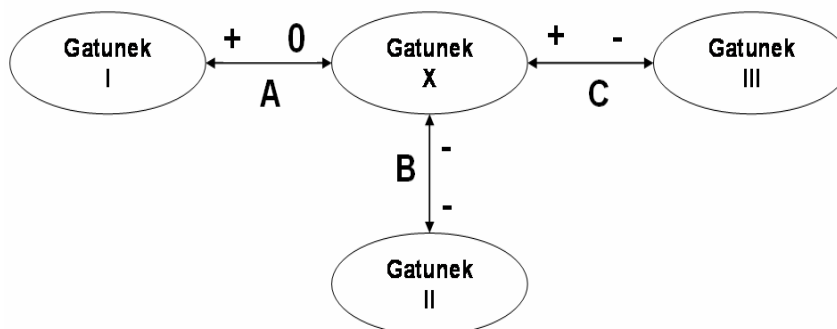 Gatunek
I
+ 0
A
Gatunek
X
+ -
C
Gatunek
III
B
-
-
Gatunek
II